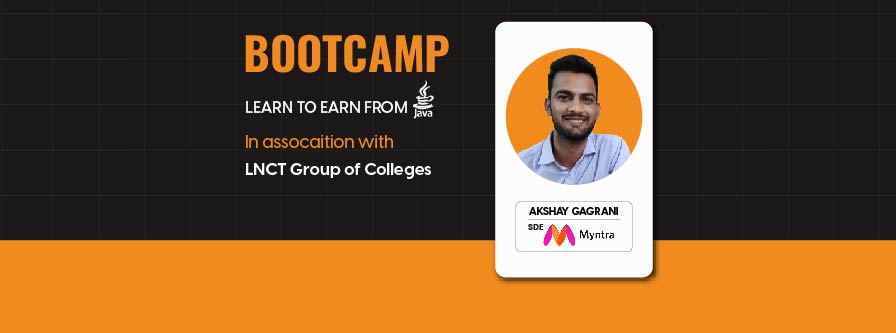 BOOTCAMP
LEARN TO EARN FROM Java
In assocaition with
LNCT Group of Colleges
AKSHAY GAGRANI
SDE Myntra